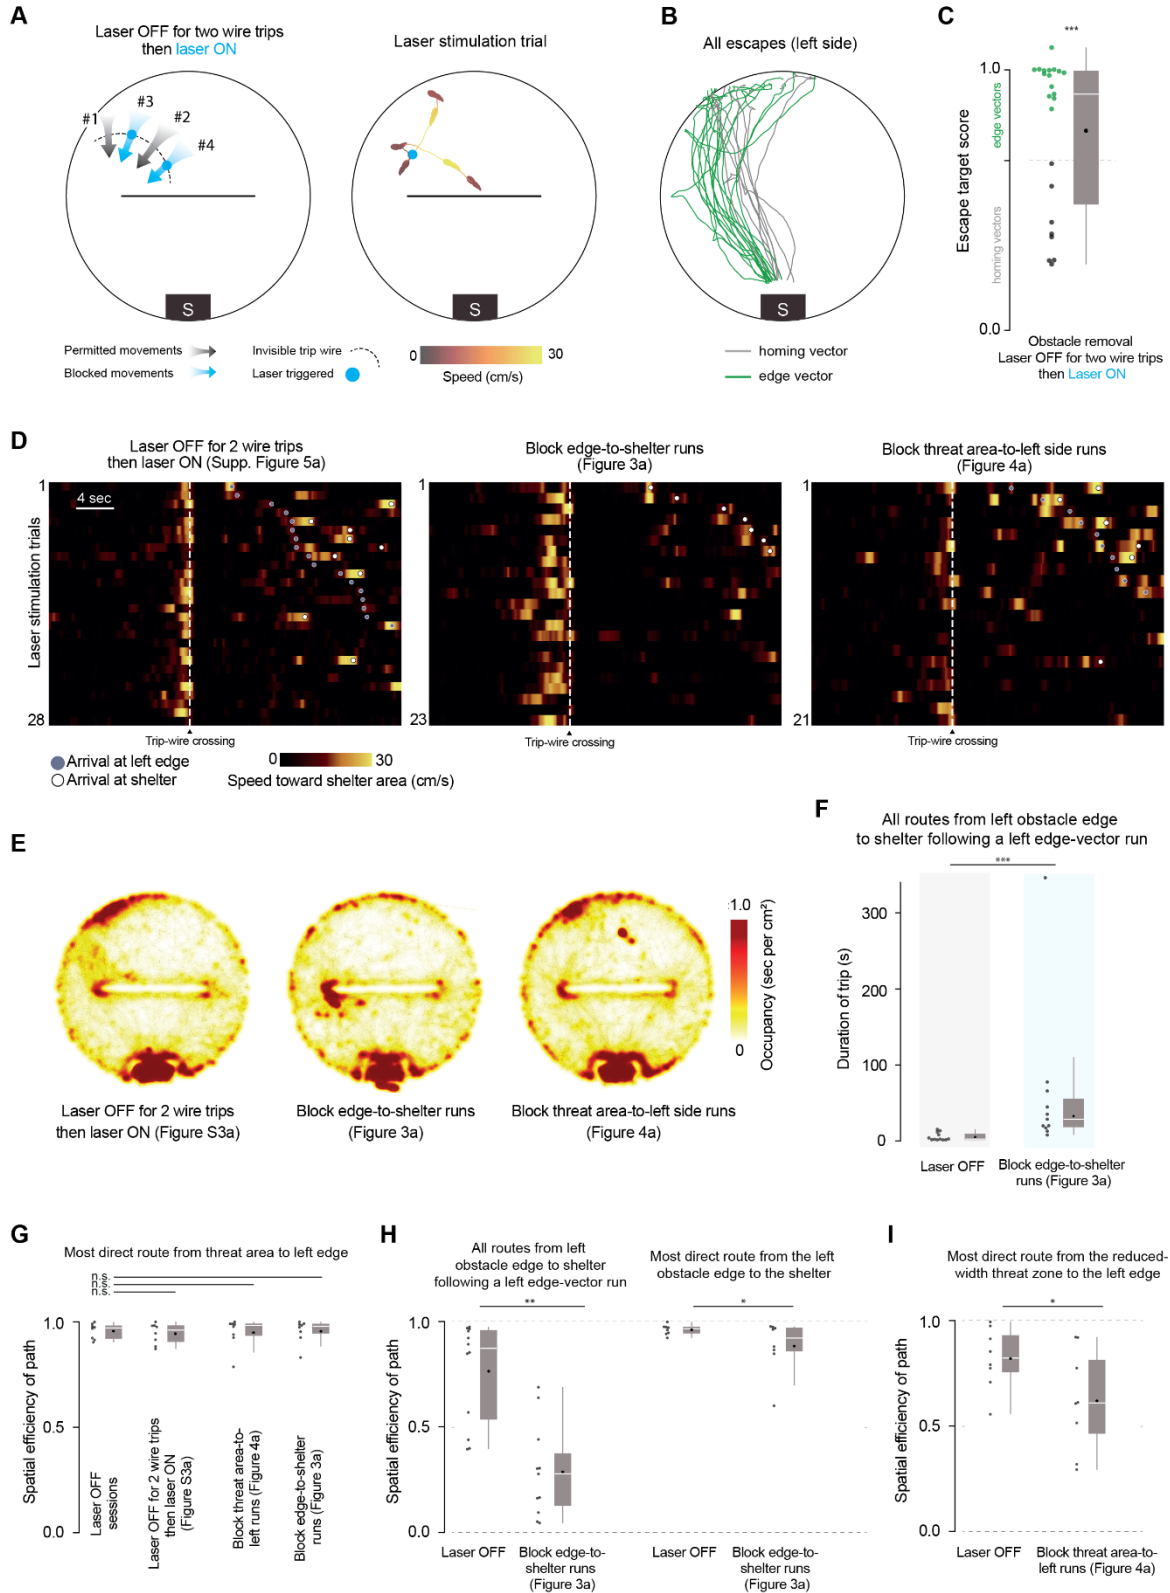 A
Laser OFF for two wire trips
then laser ON
Laser stimulation trial
#1
#3
#2
#4
S
S
Permitted movements
Blocked movements
Invisible trip wire
Laser triggered
0
30
Speed (cm/s)
B
All escapes (left side)
S
homing vector
edge vector
C
***
1.0
0.0
edge vectors
homing vectors
Escape target score
Obstacle removal
Laser OFF for two wire trips
then Laser ON
D
Laser OFF for 2 wire trips
then laser ON (Supp. Figure 5a)
Block edge-to-shelter runs
(Figure 3a)
Block threat area-to-left side runs
(Figure 4a)
Laser stimulation trials
1
28
4 sec
1
23
1
21
Trip-wire crossing
Trip-wire crossing
Trip-wire crossing
Arrival at left edge
Arrival at shelter
0
30
Speed toward shelter area (cm/s)
E
1.0
0
Occupancy (sec per cm²)
Laser OFF for 2 wire trips
then laser ON (Figure S3a)
Block edge-to-shelter runs
(Figure 3a)
Block threat area-to-left side runs
(Figure 4a)
F
All routes from left obstacle edge
to shelter following a left edge-vector run
***
300
200
100
0
Duration of trip (s)
Laser OFF
Block edge-to-shelter
runs (Figure 3a)
G
Most direct route from threat area to left edge
n.s.
n.s.
n.s.
1.0
0.5
0.0
Spatial efficiency of path
Laser OFF
sessions
Laser OFF for 2 wire trips
then laser ON
(Figure S3a)
Block threat area-to-
left runs (Figure 4a)
Block edge-to-shelter
runs (Figure 3a)
H
All routes from left
obstacle edge to shelter
following a left edge-vector run
Most direct route from the left
obstacle edge to the shelter
**
*
1.0
0.5
0.0
Spatial efficiency of path
Laser OFF
Block edge-to-
shelter runs
(Figure 3a)
Laser OFF
Block edge-to-
shelter runs
(Figure 3a)
I
Most direct route from the reduced-
width threat zone to the left edge
*
1.0
0.5
0.0
Spatial efficiency of path
Laser OFF
Block threat area-to-
left runs (Figure 4a)